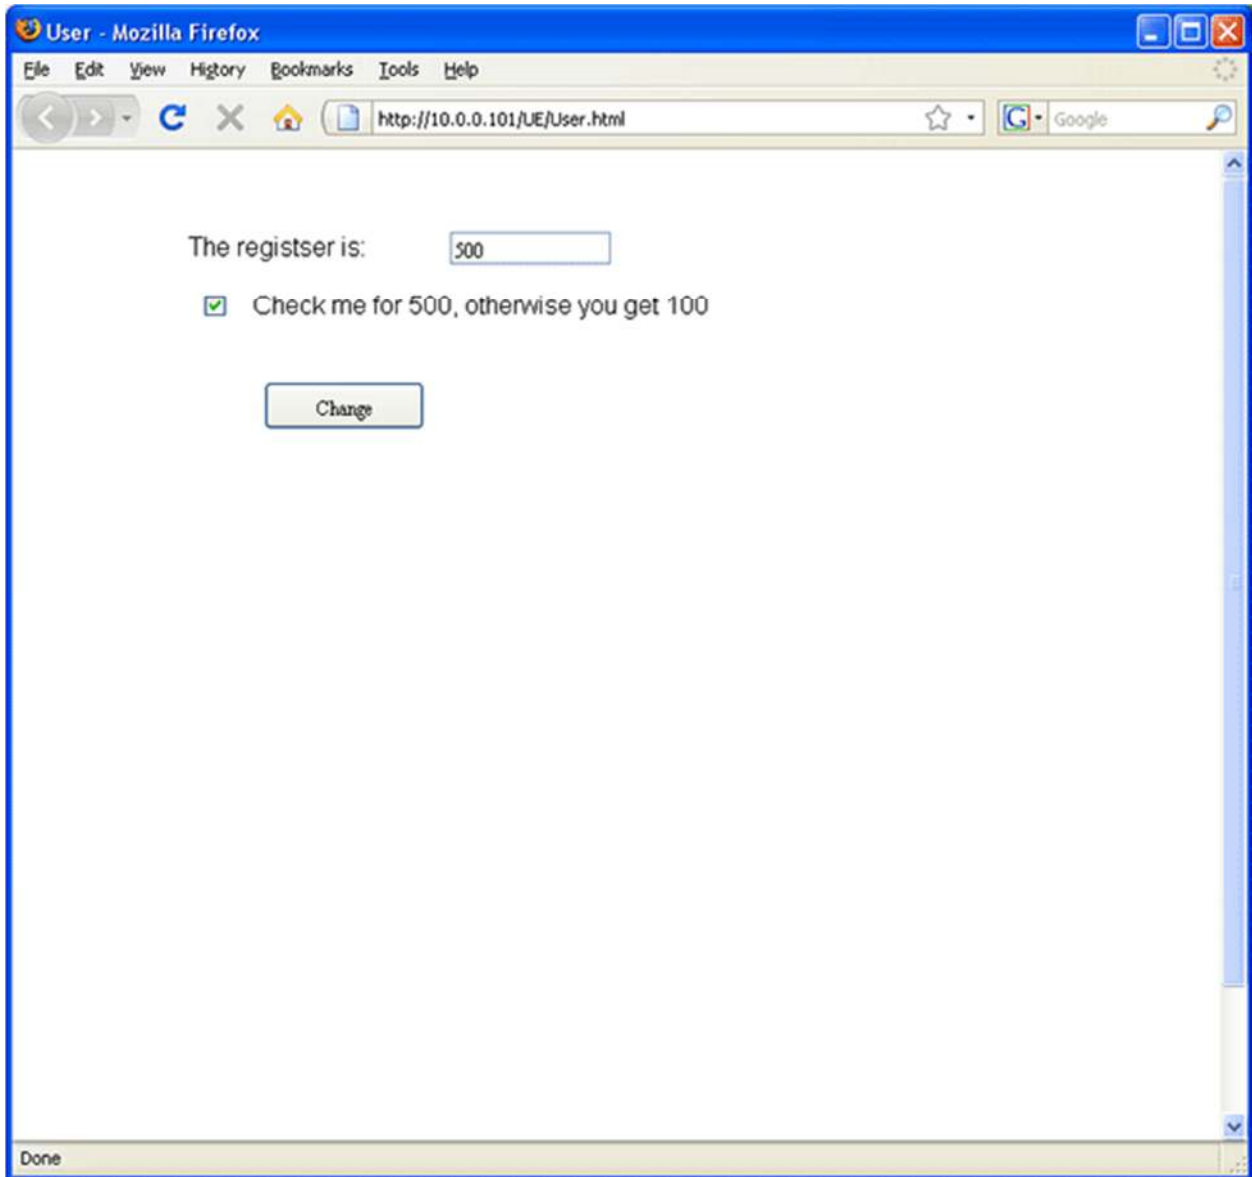 User - Mozilla Firefox
File Edit View History Bookmarks Tools Help
http://10.0.0.101/UE/User.html
G Google
The registser is: 500
Check me for 500, otherwise you get 100
Change
Done